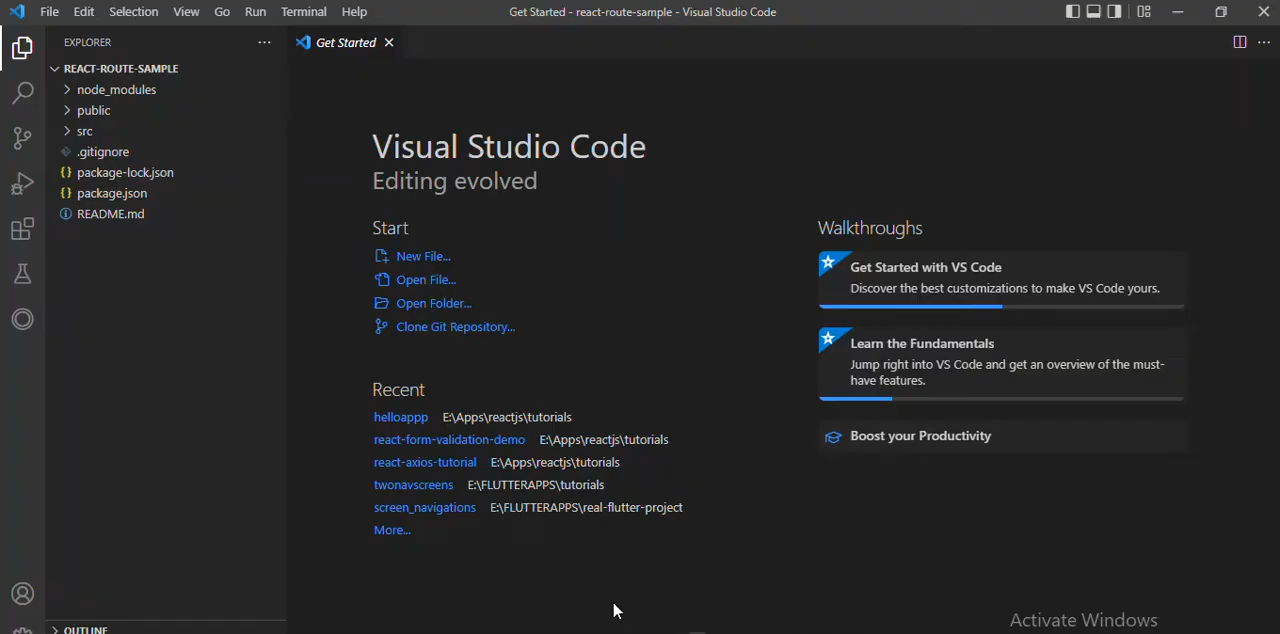 File Edit Selection View Go Run Terminal Help Get Started - react-route-sample - Visual Studio Code
EXPLORER
Get Started
REACT-ROUTE-SAMPLE
node_modules
public
src
.gitignore
package-lock.json
package.json
README.md
OUTLINE
Visual Studio Code
Editing evolved
Start
New File...
Open File...
Open Folder...
Clone Git Repository...
Recent
helloappp E:\Apps\reactjs\tutorials
react-form-validation-demo E:\Apps\reactjs\tutorials
react-axios-tutorial E:\Apps\reactjs\tutorials
twonavscreens E:\FLUTTERAPPS\tutorials
screen_navigations E:\FLUTTERAPPS\real-flutter-project
More...
Walkthroughs
Get Started with VS Code
Discover the best customizations to make VS Code yours.
Learn the Fundamentals
Jump right into VS Code and get an overview of the must-
have features.
Boost your Productivity
Activate Windows